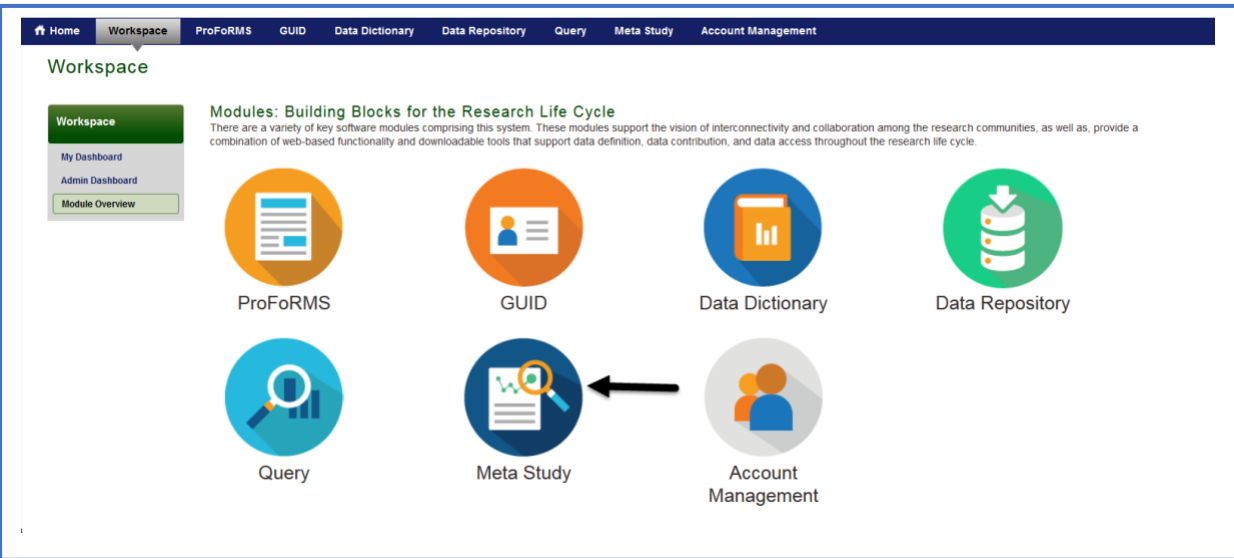 Home Workspace ProFoRMS GUID Data Dictionary Data Repository Query Meta Study Account Management
Workspace
Workspace
My Dashboard
Admin Dashboard
Module Overview
Modules: Building Blocks for the Research Life Cycle
There are a variety of key software modules comprising this system. These modules support the vision of interconnectivity and collaboration among the research communities, as well as, provide a
combination of web-based functionality and downloadable tools that support data definition, data contribution, and data access throughout the research life cycle.
ProFoRMS GUID Data Dictionary Data Repository
Query Meta Study Account
Management